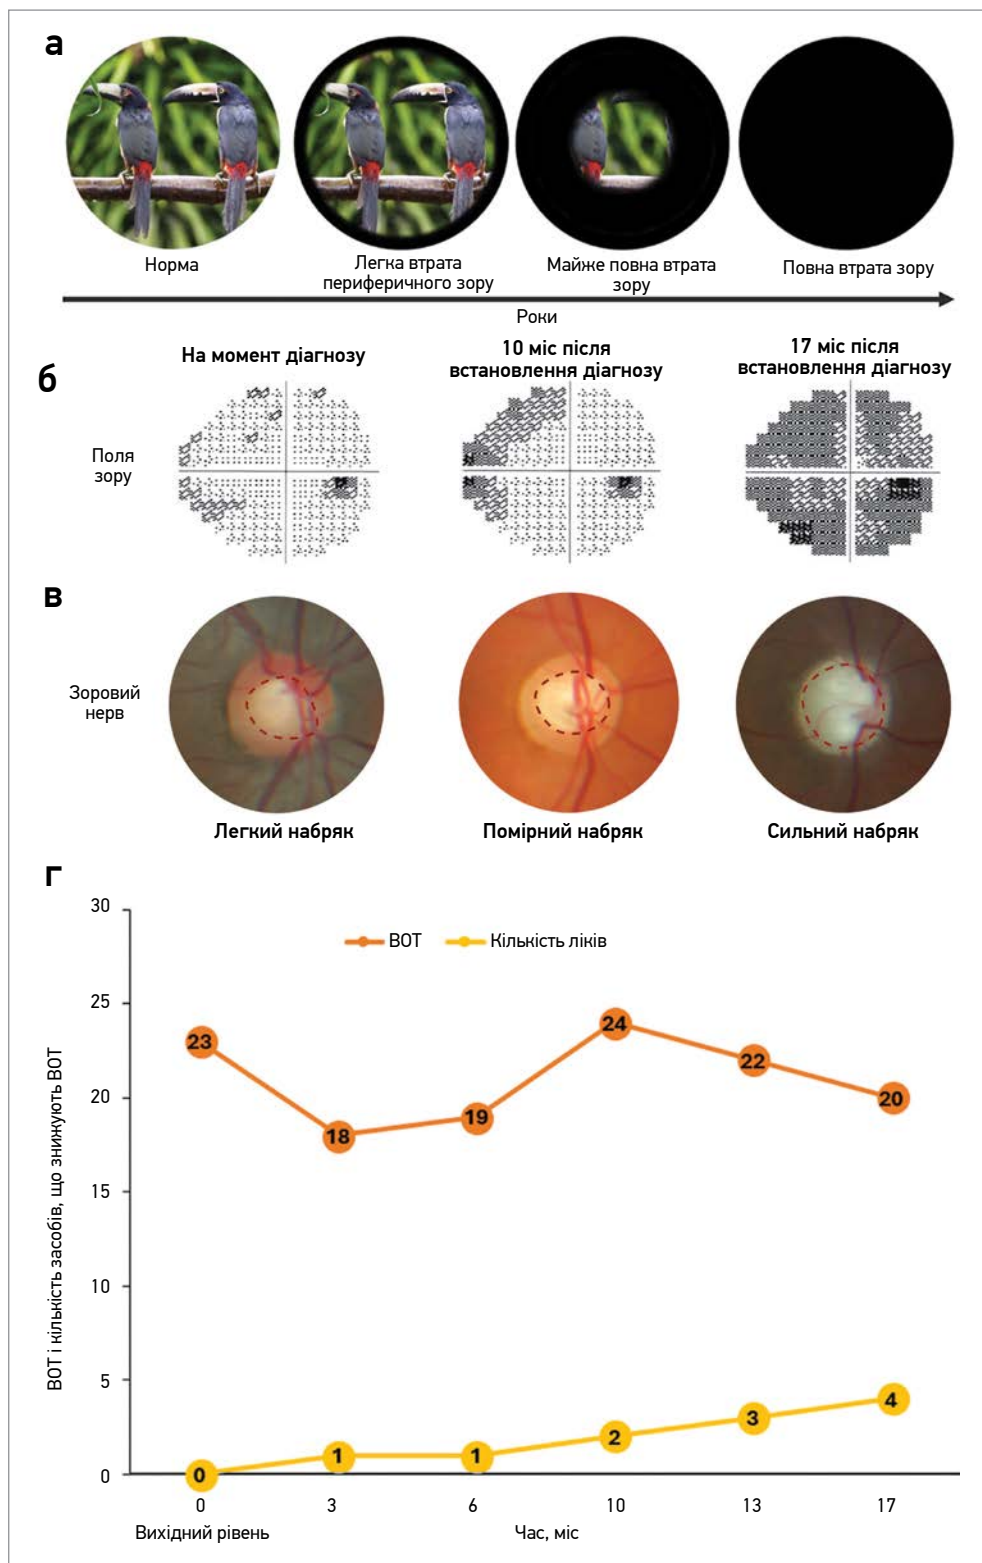 а
Норма
Легка втрата
периферичного зору
Майже повна втрата
зору
Повна втрата зору
Роки
б
На момент діагнозу
10 міс після
встановлення діагнозу
17 міс після
встановлення діагнозу
Поля
зору
в
Зоровий
нерв
Легкий набряк
Помірний набряк
Сильний набряк
г
ВОТ і кількість засобів, що знижують ВОТ
30
25
20
15
10
5
0
ВОТ
Кількість ліків
23
18
19
24
22
20
0
1
1
2
3
4
0
3
6
10
13
17
Вихідний рівень
Час, міс